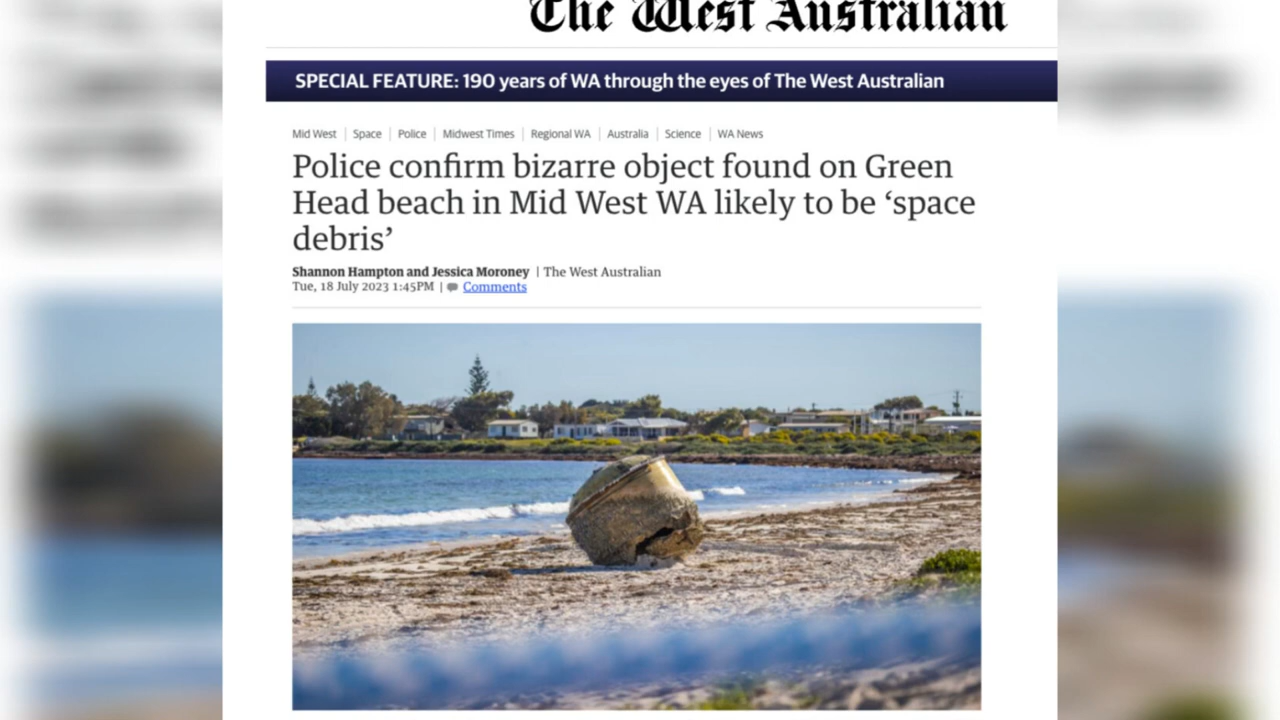 The West Australian
SPECIAL FEATURE: 190 years of WA through the eyes of The West Australian
Mid West | Space | Police | Midwest Times | Regional WA | Australia | Science | WA News
Police confirm bizarre object found on Green
Head beach in Mid West WA likely to be ‘space
debris’
Shannon Hampton and Jessica Moroney | The West Australian
Tue, 18 July 2023 1:45PM | Comments